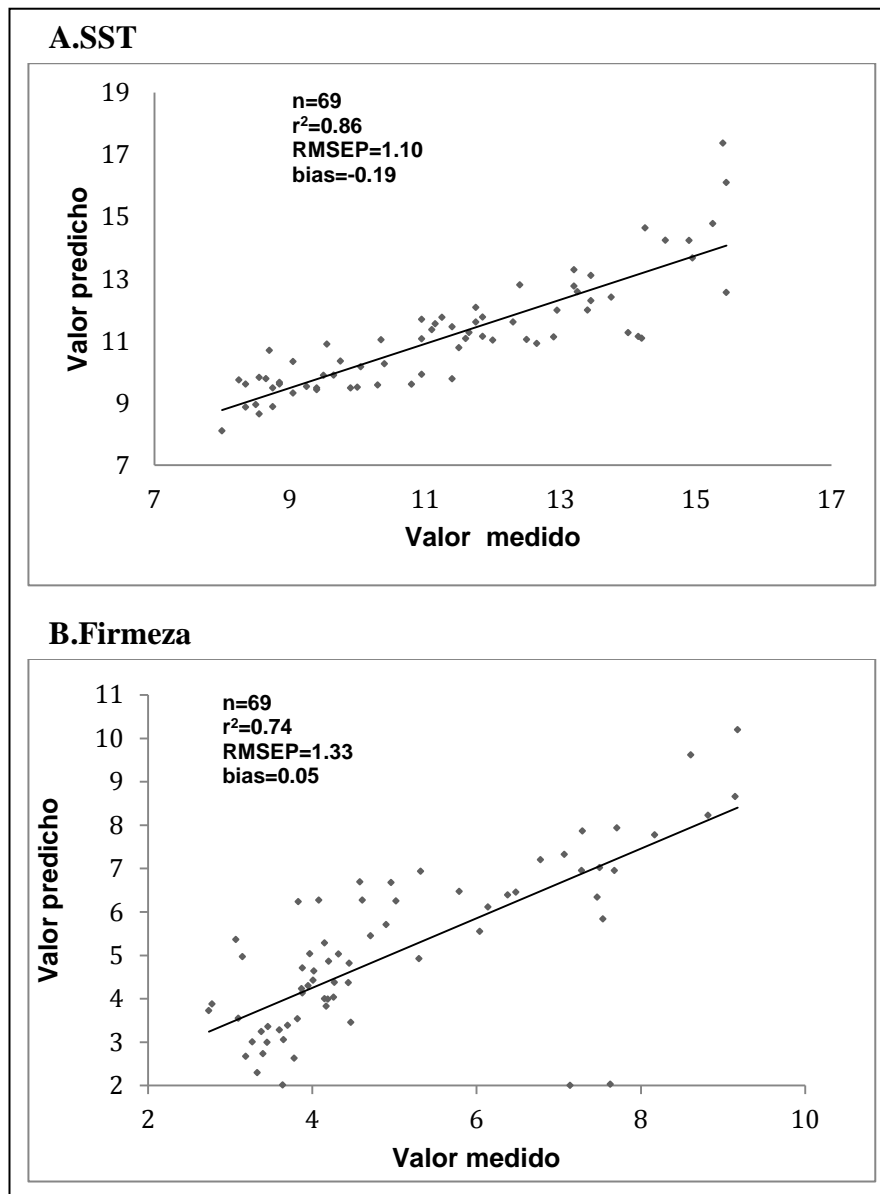 A.SST
n=69
r²=0.86
RMSEP=1.10
bias=-0.19
Valor predicho
19
17
15
13
11
9
7
7 9 11 13 15 17
Valor medido
B.Firmeza
n=69
r²=0.74
RMSEP=1.33
bias=0.05
Valor predicho
11
10
9
8
7
6
5
4
3
2
2 4 6 8 10
Valor medido